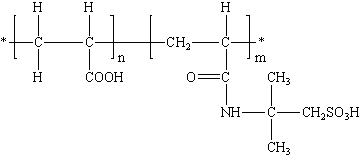 H H H
* C C CH₂ C *
n m
H COOH O C CH₃
NH C CH₂SO₃H
CH₃